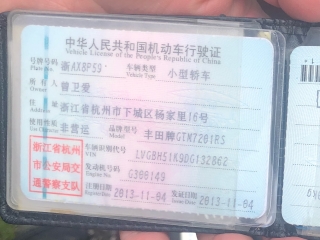 中华人民共和国机动车行驶证
Vehicle License of the People's Republic of China
号牌号码 浙AX8P59 车辆类型 小型轿车
Plate No. Vehicle Type
所有人 曾卫爱
Owner
住址 浙江省杭州市下城区杨家里16号
Address
使用性质 非营运 品牌型号 丰田牌GTM7201RS
Use Character Model
浙江省杭州市公安局交通警察支队
车辆识别代号 LVGBH51K9DG132862
VIN
发动机号码 G306149
Engine No.
注册日期 2013-11-04 发证日期 2013-11-04
Register Date Issue Date